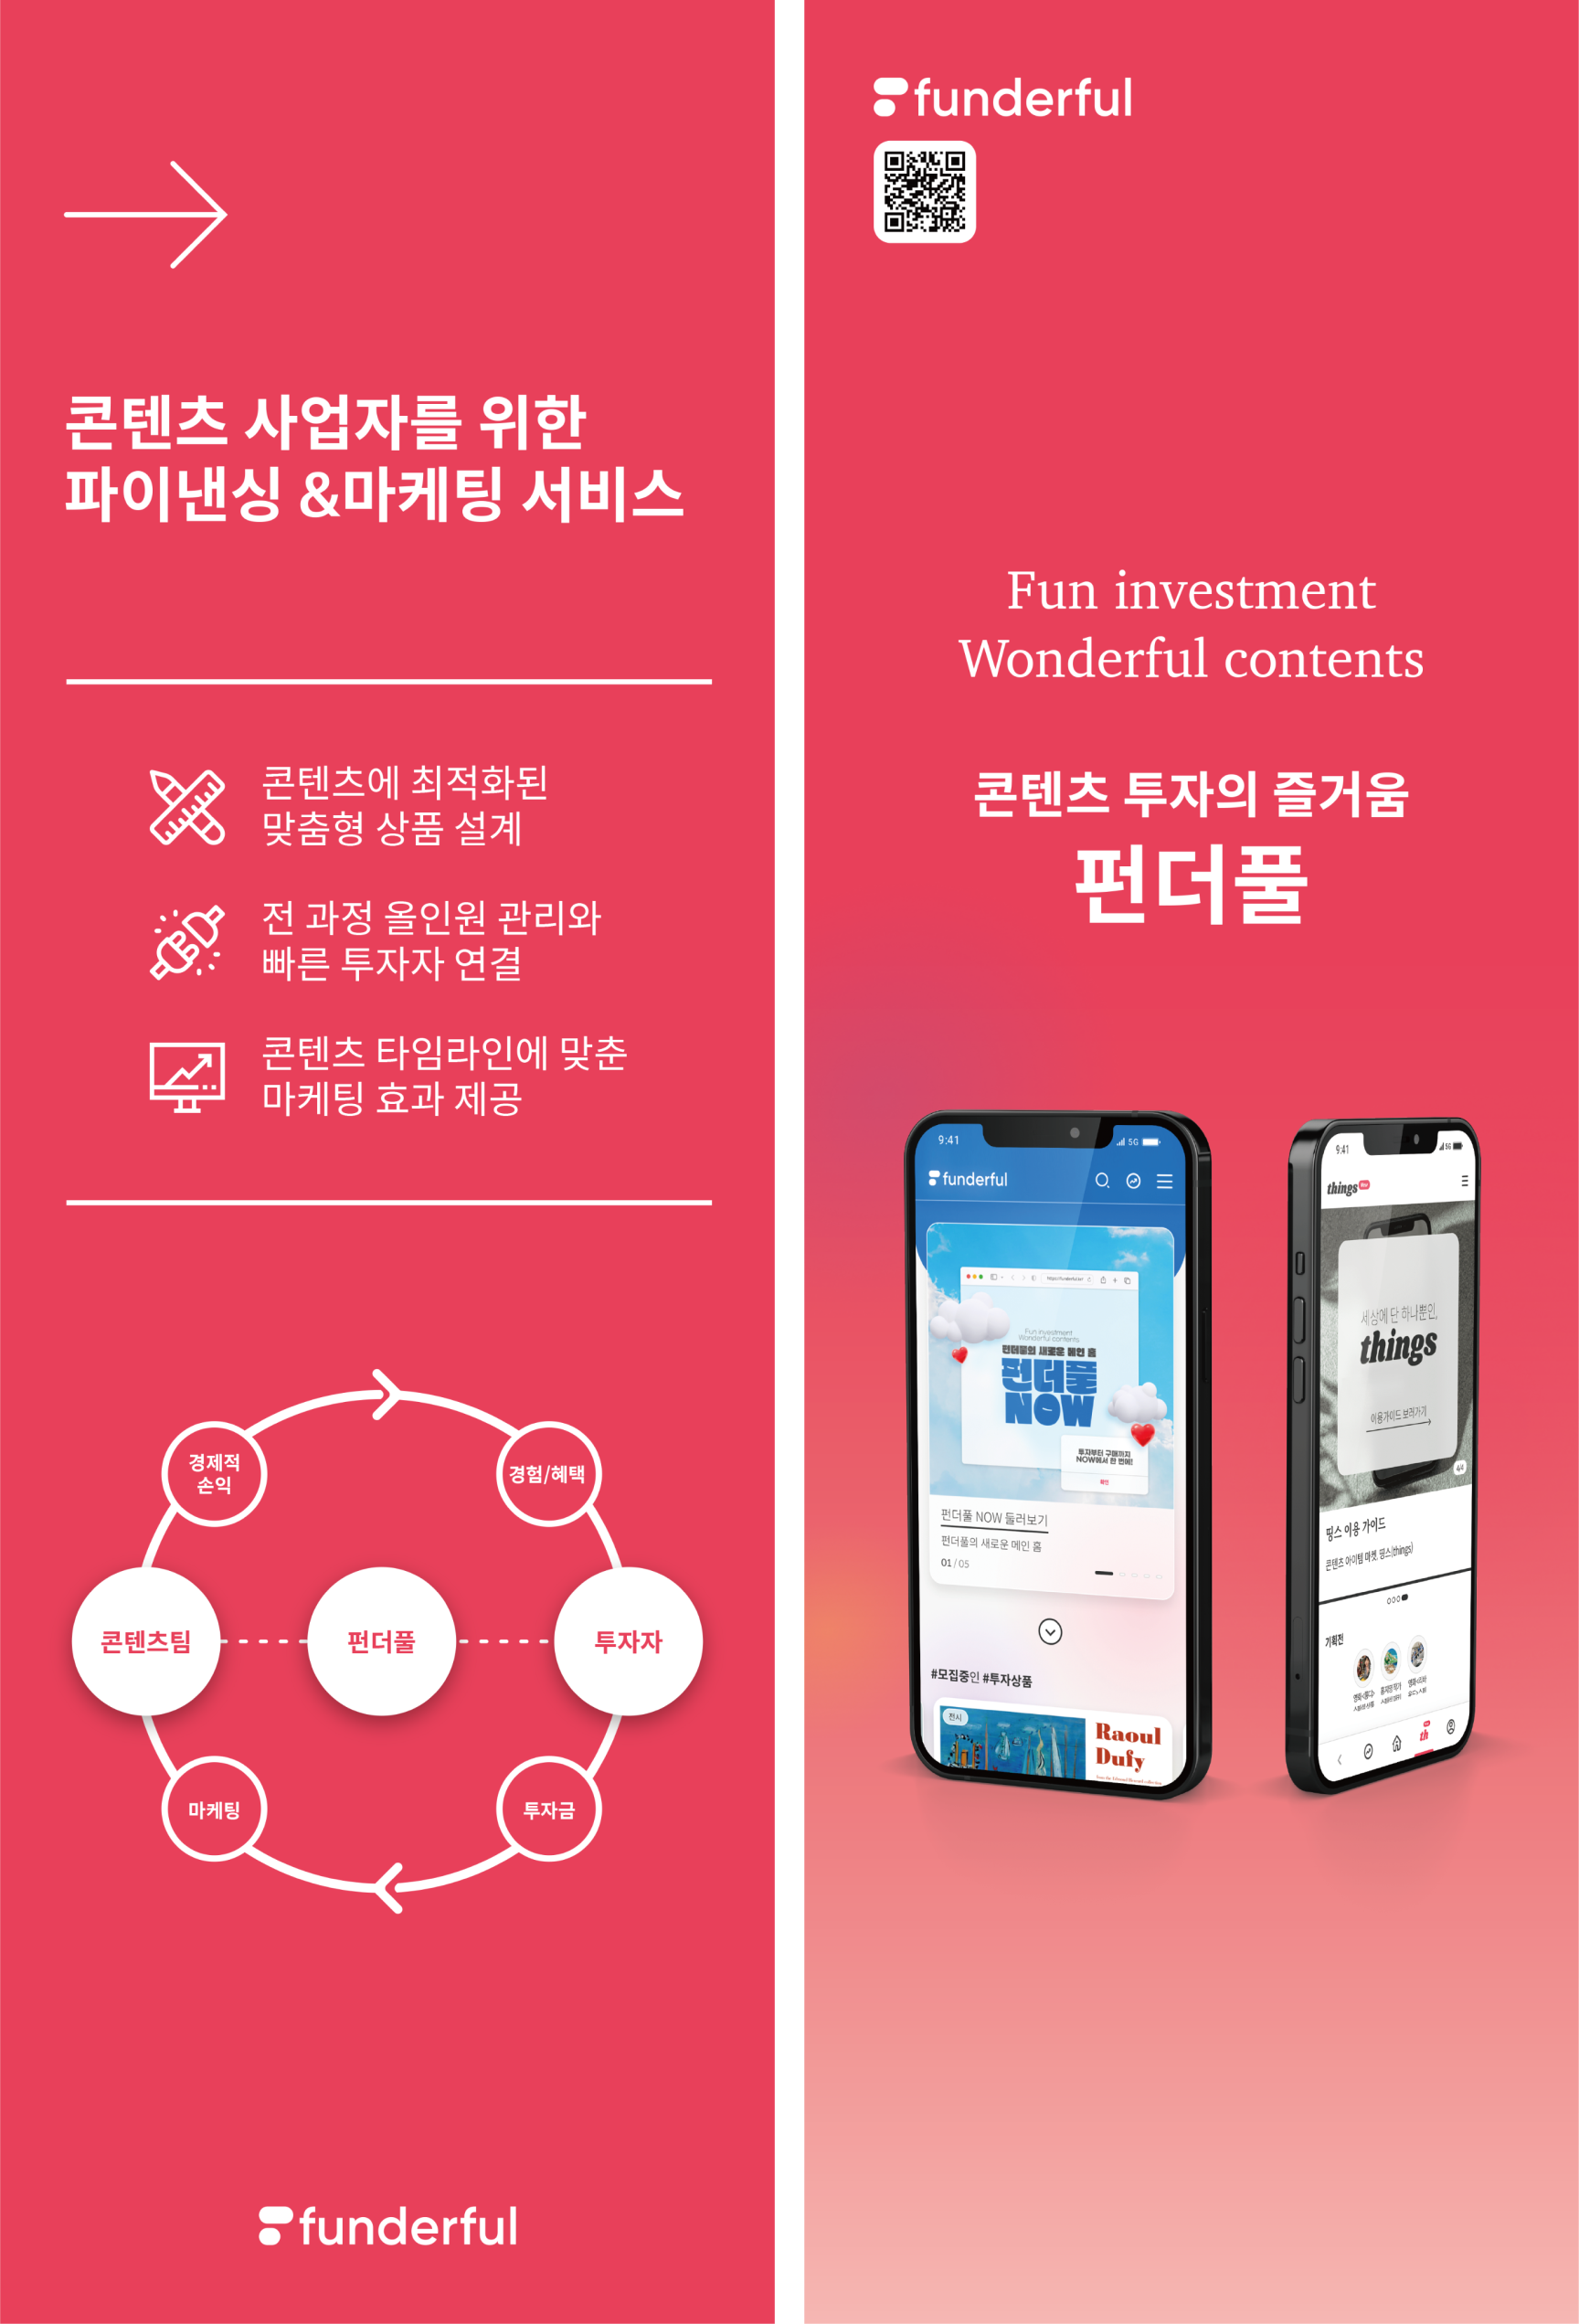 콘텐츠 사업자를 위한
파이낸싱 &마케팅 서비스
콘텐츠에 최적화된
맞춤형 상품 설계
전 과정 올인원 관리와
빠른 투자자 연결
콘텐츠 타임라인에 맞춘
마케팅 효과 제공
경제적
손익
경험/혜택
콘텐츠팀
펀더풀
투자자
마케팅
투자금
funderful
funderful
Fun investment
Wonderful contents
콘텐츠 투자의 즐거움
펀더풀
9:41
5G
funderful
Fun investment
Wonderful contents
펀더풀의 새로운 메인 홈
펀더풀
NOW
투자부터 구매까지
NOW에서 한 번에!
확인
펀더풀 NOW 둘러보기
펀더풀의 새로운 메인 홈
01 / 05
#모집중인 #투자상품
전시
Raoul
Dufy
9:41
5G
things
세상에 단 하나뿐인,
things
이용가이드 보러가기
4/4
띵스 이용 가이드
콘텐츠 아이템 마켓, 띵스(things)
기획전
th